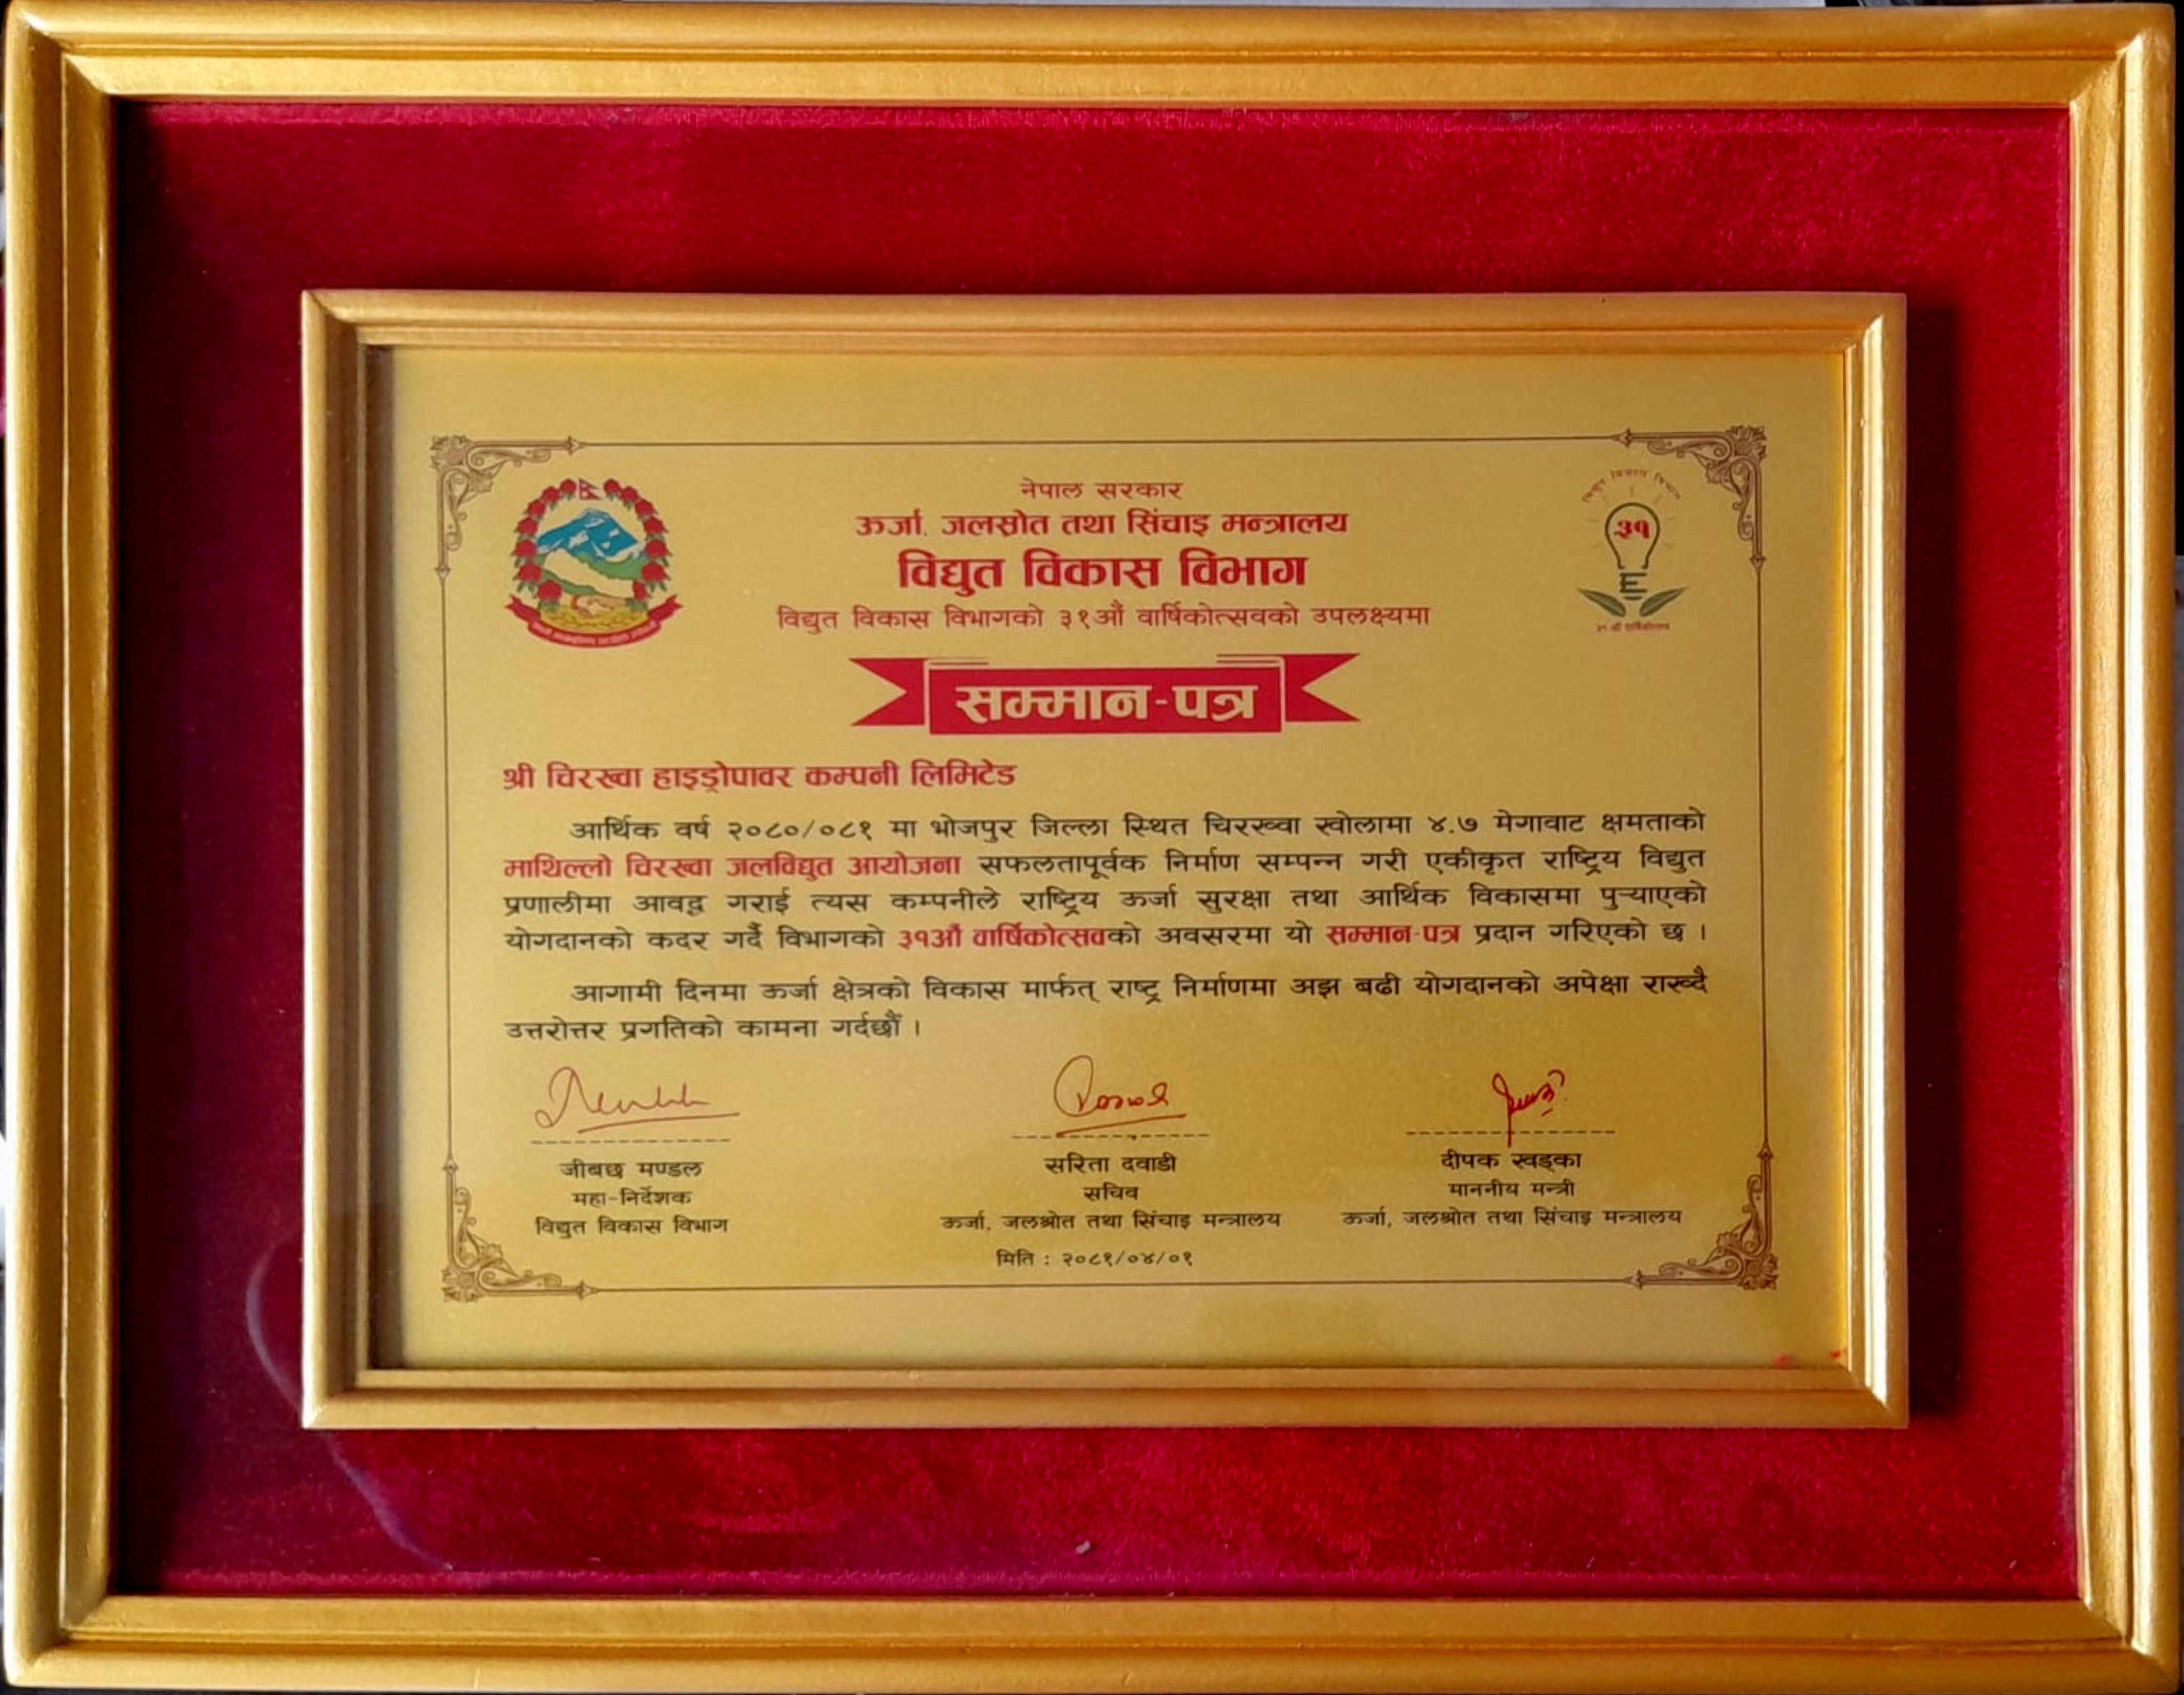 नेपाल सरकार
ऊर्जा, जलस्रोत तथा सिंचाइ मन्त्रालय
विद्युत विकास विभाग
विद्युत विकास विभागको ३१औं वार्षिकोत्सवको उपलक्ष्यमा
३१
E
सम्मान-पत्र
श्री चिरख्वा हाइड्रोपावर कम्पनी लिमिटेड
आर्थिक वर्ष २०८०/०८१ मा भोजपुर जिल्ला स्थित चिरख्वा खोलामा ४.७ मेगावाट क्षमताको
माथिल्लो चिरख्वा जलविद्युत आयोजना सफलतापूर्वक निर्माण सम्पन्न गरी एकीकृत राष्ट्रिय विद्युत
प्रणालीमा आवद्ध गराई त्यस कम्पनीले राष्ट्रिय ऊर्जा सुरक्षा तथा आर्थिक विकासमा पुऱ्याएको
योगदानको कदर गर्दै विभागको ३१औं वार्षिकोत्सवको अवसरमा यो सम्मान-पत्र प्रदान गरिएको छ ।
आगामी दिनमा ऊर्जा क्षेत्रको विकास मार्फत् राष्ट्र निर्माणमा अझ बढी योगदानको अपेक्षा राख्दै
उत्तरोत्तर प्रगतिको कामना गर्दछौं ।
जीबछ मण्डल
महा-निर्देशक
विद्युत विकास विभाग
सरिता दवाडी
सचिव
ऊर्जा, जलश्रोत तथा सिंचाइ मन्त्रालय
दीपक खड्का
माननीय मन्त्री
ऊर्जा, जलश्रोत तथा सिंचाइ मन्त्रालय
मिति : २०८१/०४/०१